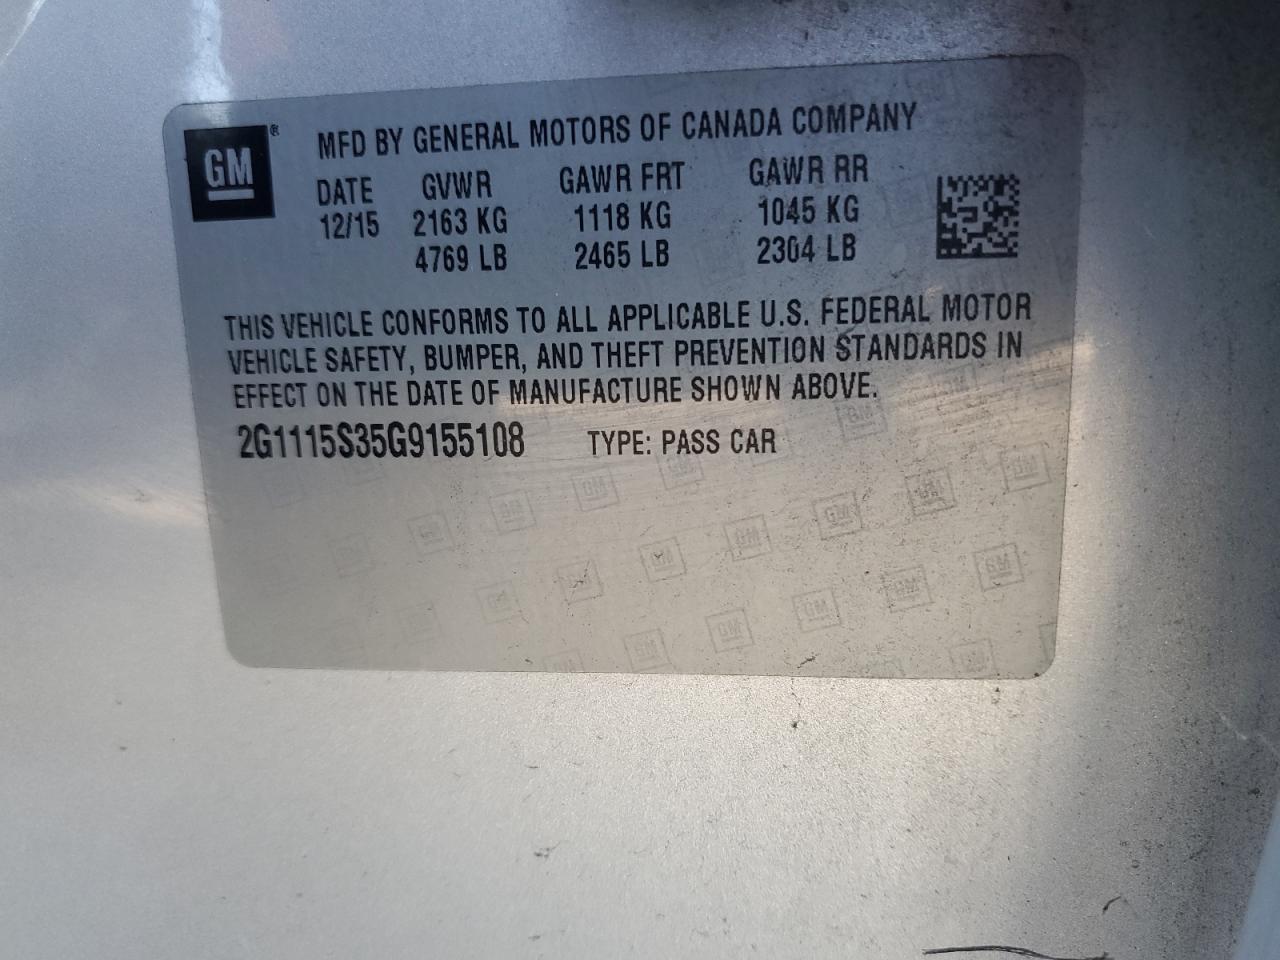 GM®
MFD BY GENERAL MOTORS OF CANADA COMPANY
DATE GVWR GAWR FRT GAWR RR
12/15 2163 KG 1118 KG 1045 KG
4769 LB 2465 LB 2304 LB
THIS VEHICLE CONFORMS TO ALL APPLICABLE U.S. FEDERAL MOTOR
VEHICLE SAFETY, BUMPER, AND THEFT PREVENTION STANDARDS IN
EFFECT ON THE DATE OF MANUFACTURE SHOWN ABOVE.
2G1115S35G9155108 TYPE: PASS CAR